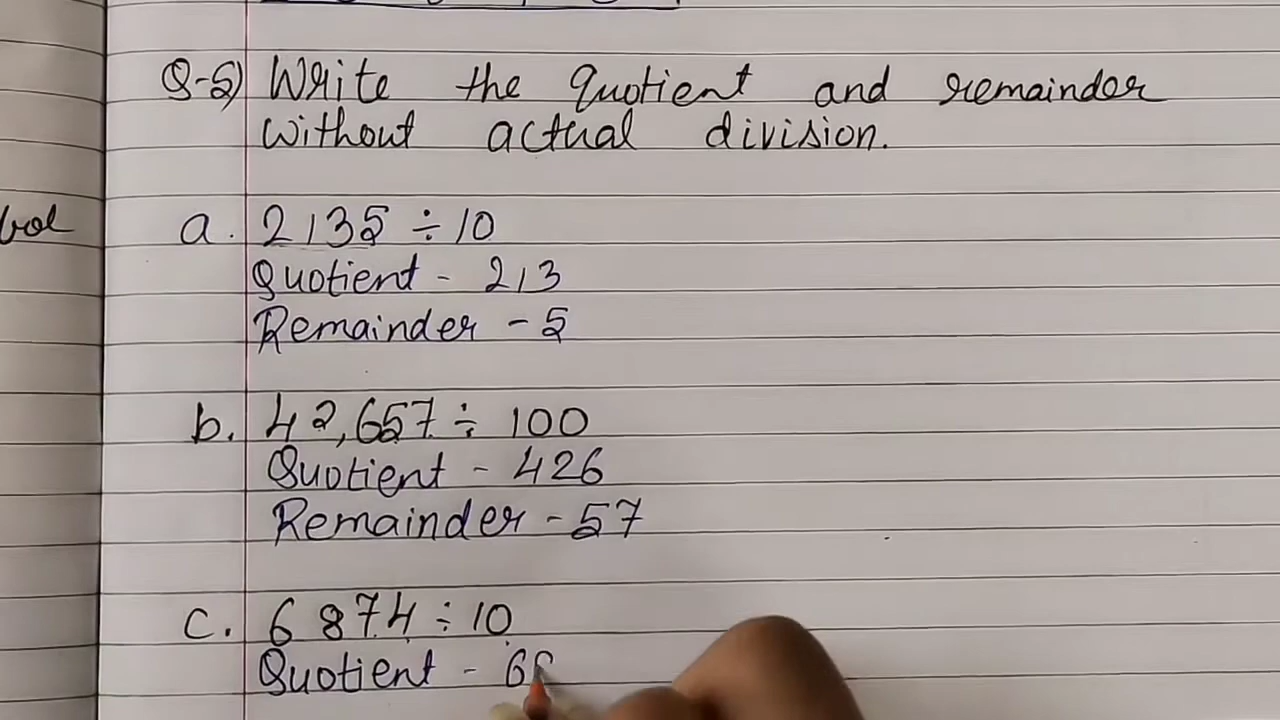 Q-5) Write the Quotient and remainder
without actual division.
a. 2135 ÷ 10
Quotient - 213
Remainder - 5
b. 42,657 ÷ 100
Quotient - 426
Remainder - 57
c. 6874 ÷ 10
Quotient - 6